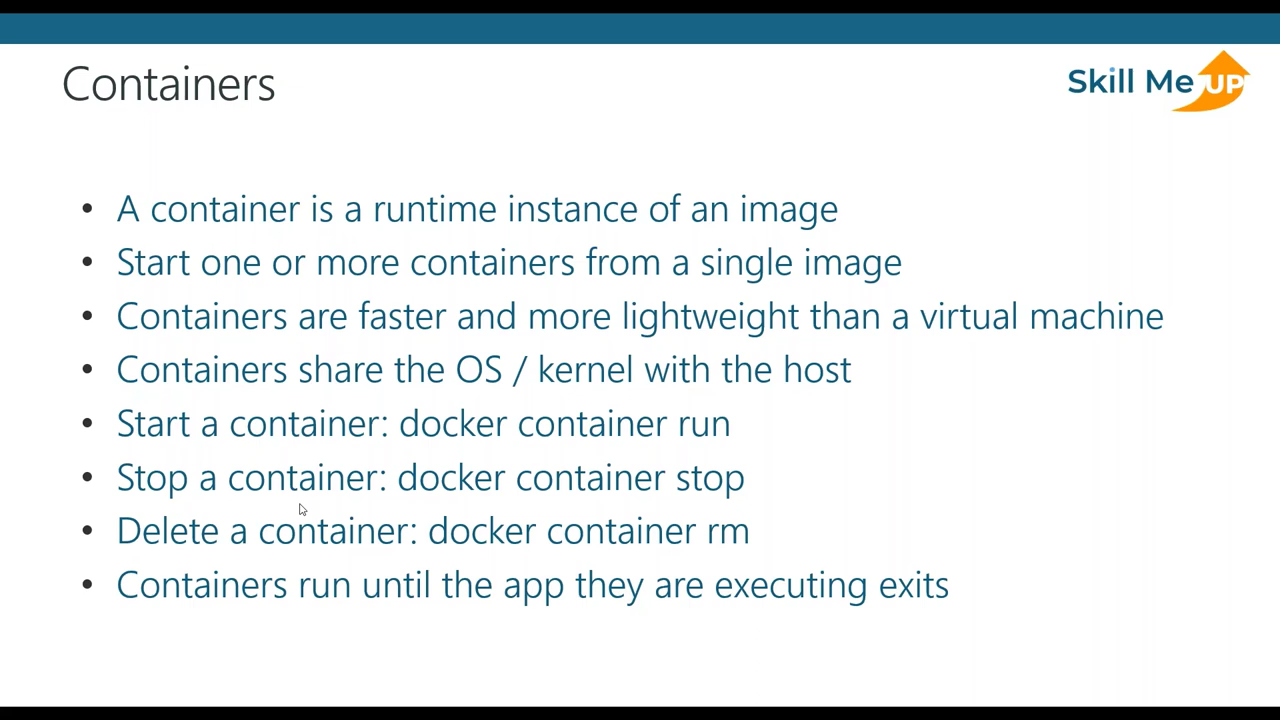 Containers
Skill Me UP
• A container is a runtime instance of an image
• Start one or more containers from a single image
• Containers are faster and more lightweight than a virtual machine
• Containers share the OS / kernel with the host
• Start a container: docker container run
• Stop a container: docker container stop
• Delete a container: docker container rm
• Containers run until the app they are executing exits